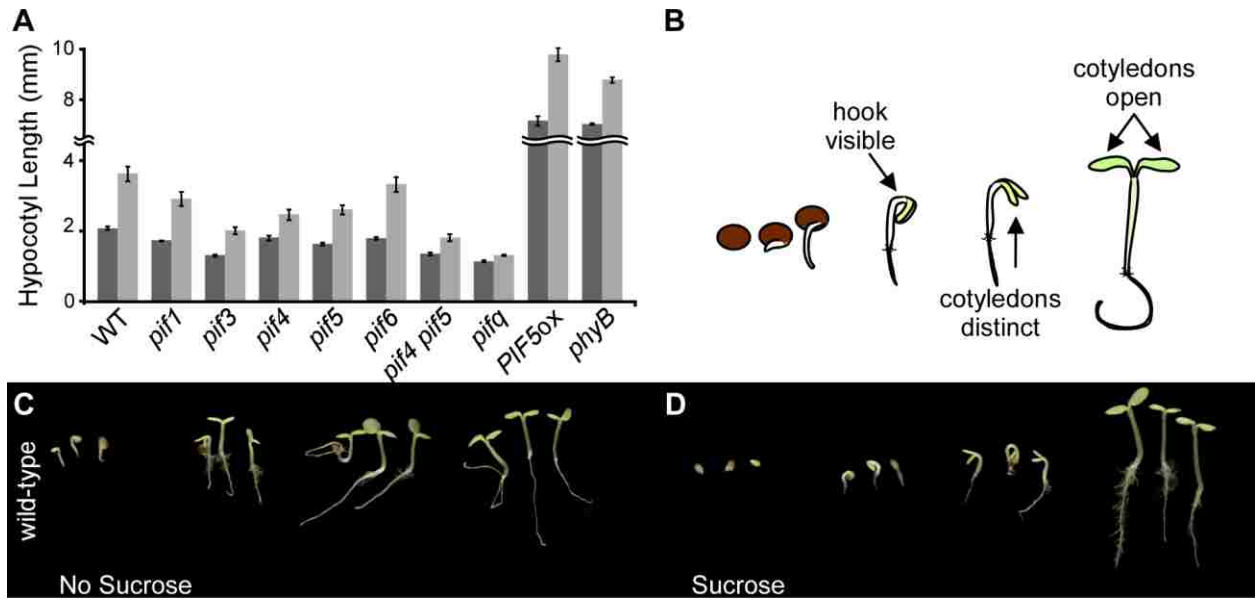 A
Hypocotyl Length (mm)
10
8
4
2
0
WT
pif1
pif3
pif4
pif5
pif6
pif4 pif5
pifq
PIF5ox
phyB
B
hook
visible
cotyledons
distinct
cotyledons
open
C
wild-type
No Sucrose
D
Sucrose